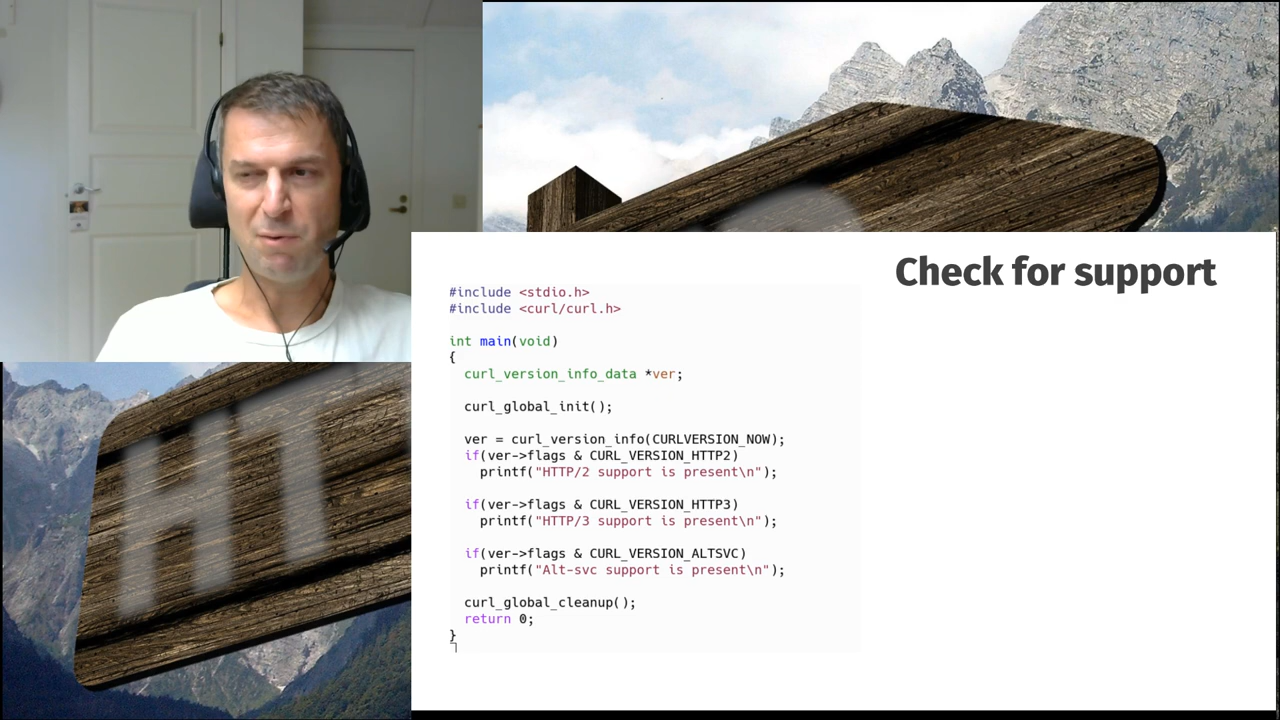 Check for support
#include <stdio.h>
#include <curl/curl.h>
int main(void)
{
  curl_version_info_data *ver;
  curl_global_init();
  ver = curl_version_info(CURLVERSION_NOW);
  if(ver->flags & CURL_VERSION_HTTP2)
    printf("HTTP/2 support is present\n");
  if(ver->flags & CURL_VERSION_HTTP3)
    printf("HTTP/3 support is present\n");
  if(ver->flags & CURL_VERSION_ALTSVC)
    printf("Alt-svc support is present\n");
  curl_global_cleanup();
  return 0;
}
HT